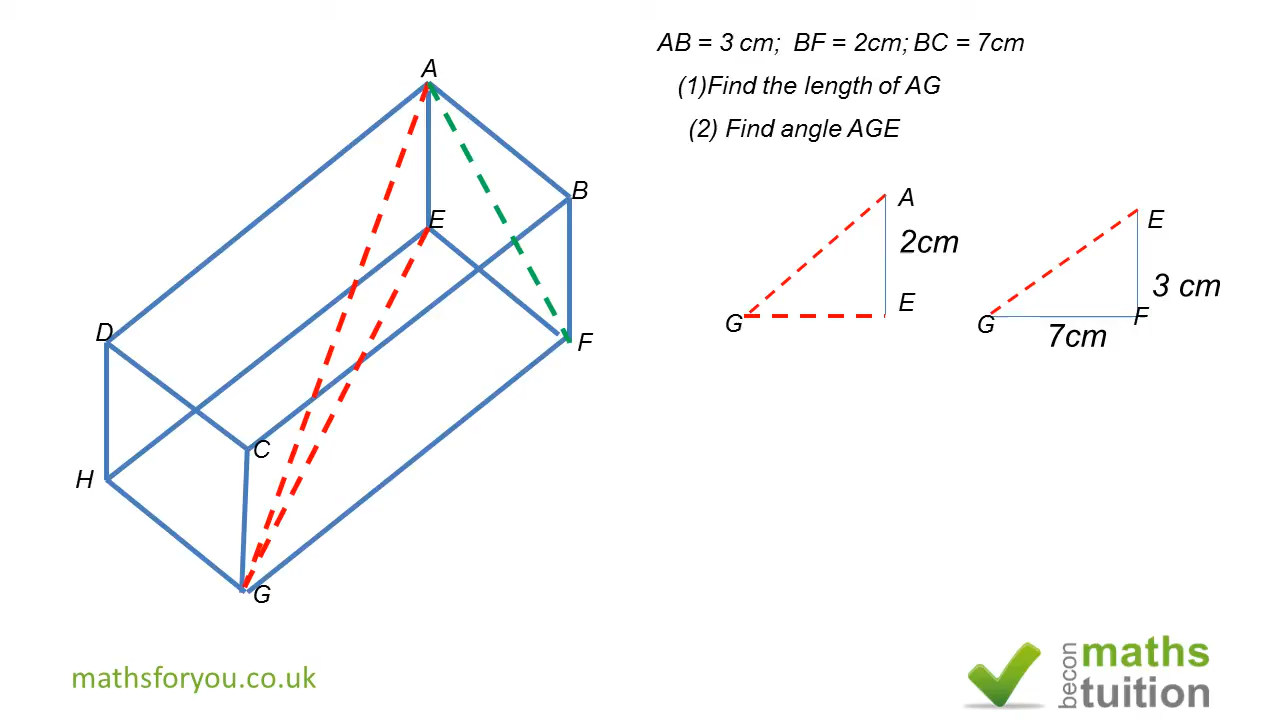 AB = 3 cm;  BF = 2cm; BC = 7cm
(1)Find the length of AG
(2) Find angle AGE
A
B
E
D
F
C
H
G
A
2cm
E
G
E
3 cm
G
F
7cm
mathsforyou.co.uk
becon
maths
tuition